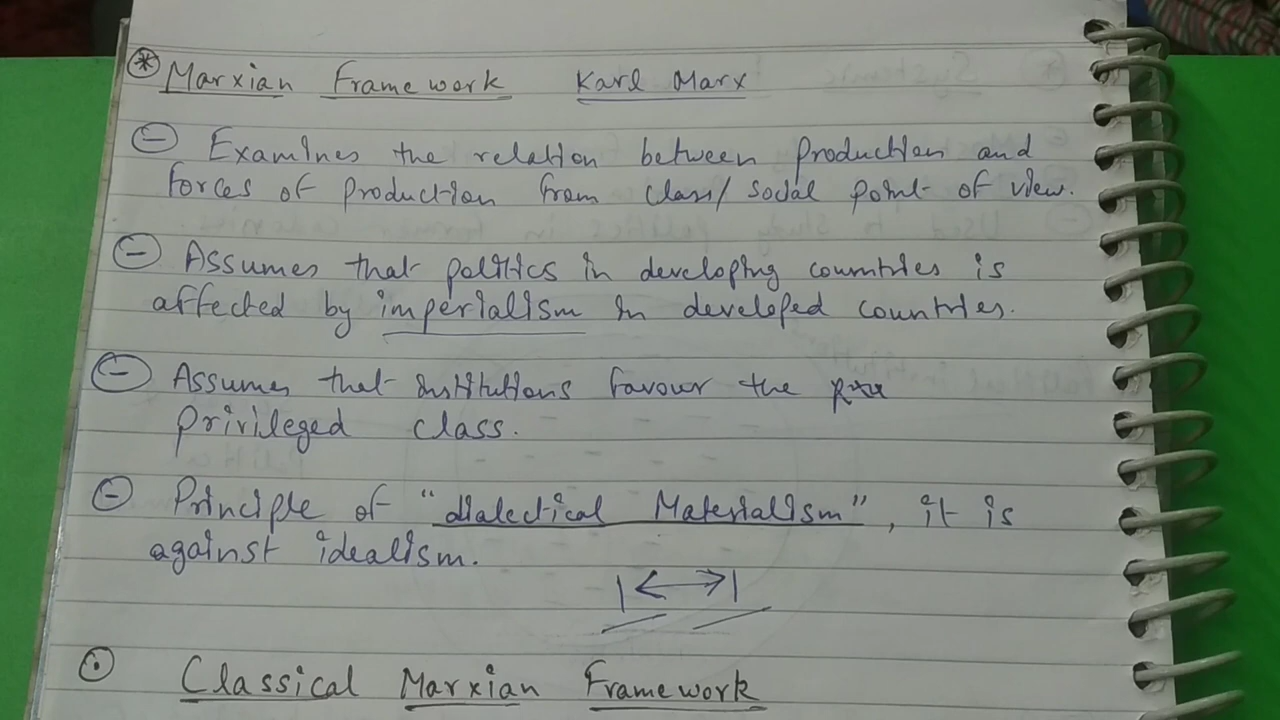 Marxian Framework Karl Marx
Examines the relation between production and
forces of production from class/ social point of view.
Assumes that politics in developing countries is
affected by imperialism in developed countries.
Assumes that institutions favour the
privileged class.
Principle of "dialectical Materialism", it is
against idealism.
Classical Marxian Framework